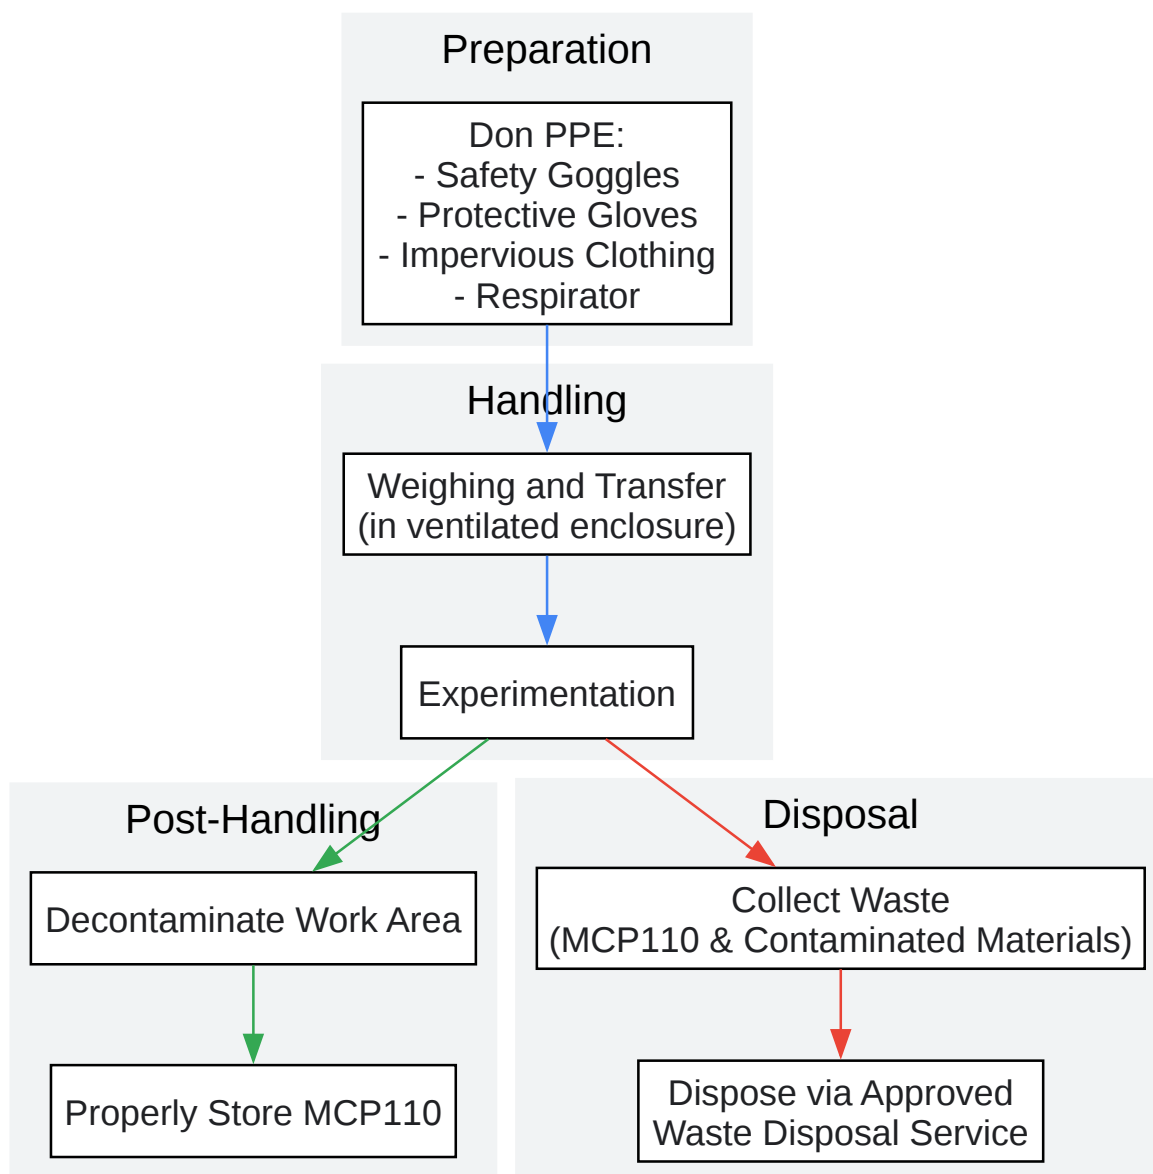 Preparation
Don PPE:
- Safety Goggles
- Protective Gloves
- Impervious Clothing
- Respirator
Handling
Weighing and Transfer
(in ventilated enclosure)
Experimentation
Post-Handling
Decontaminate Work Area
Properly Store MCP110
Disposal
Collect Waste
(MCP110 & Contaminated Materials)
Dispose via Approved
Waste Disposal Service